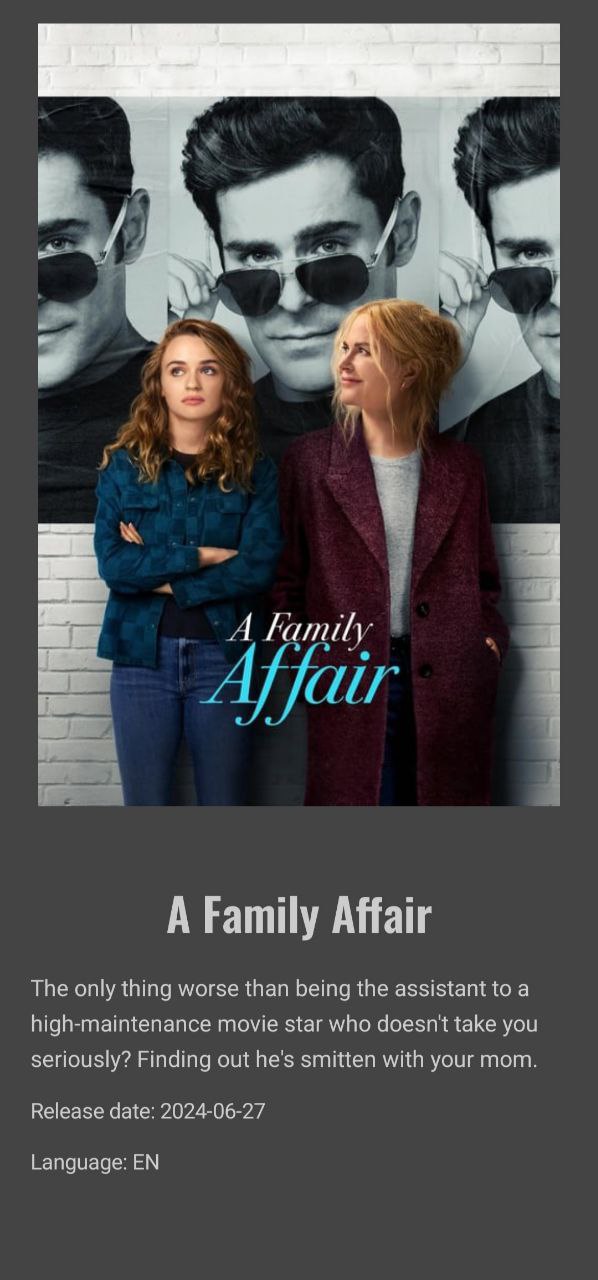 A Family
Affair
A Family Affair
The only thing worse than being the assistant to a
high-maintenance movie star who doesn't take you
seriously? Finding out he's smitten with your mom.
Release date: 2024-06-27
Language: EN